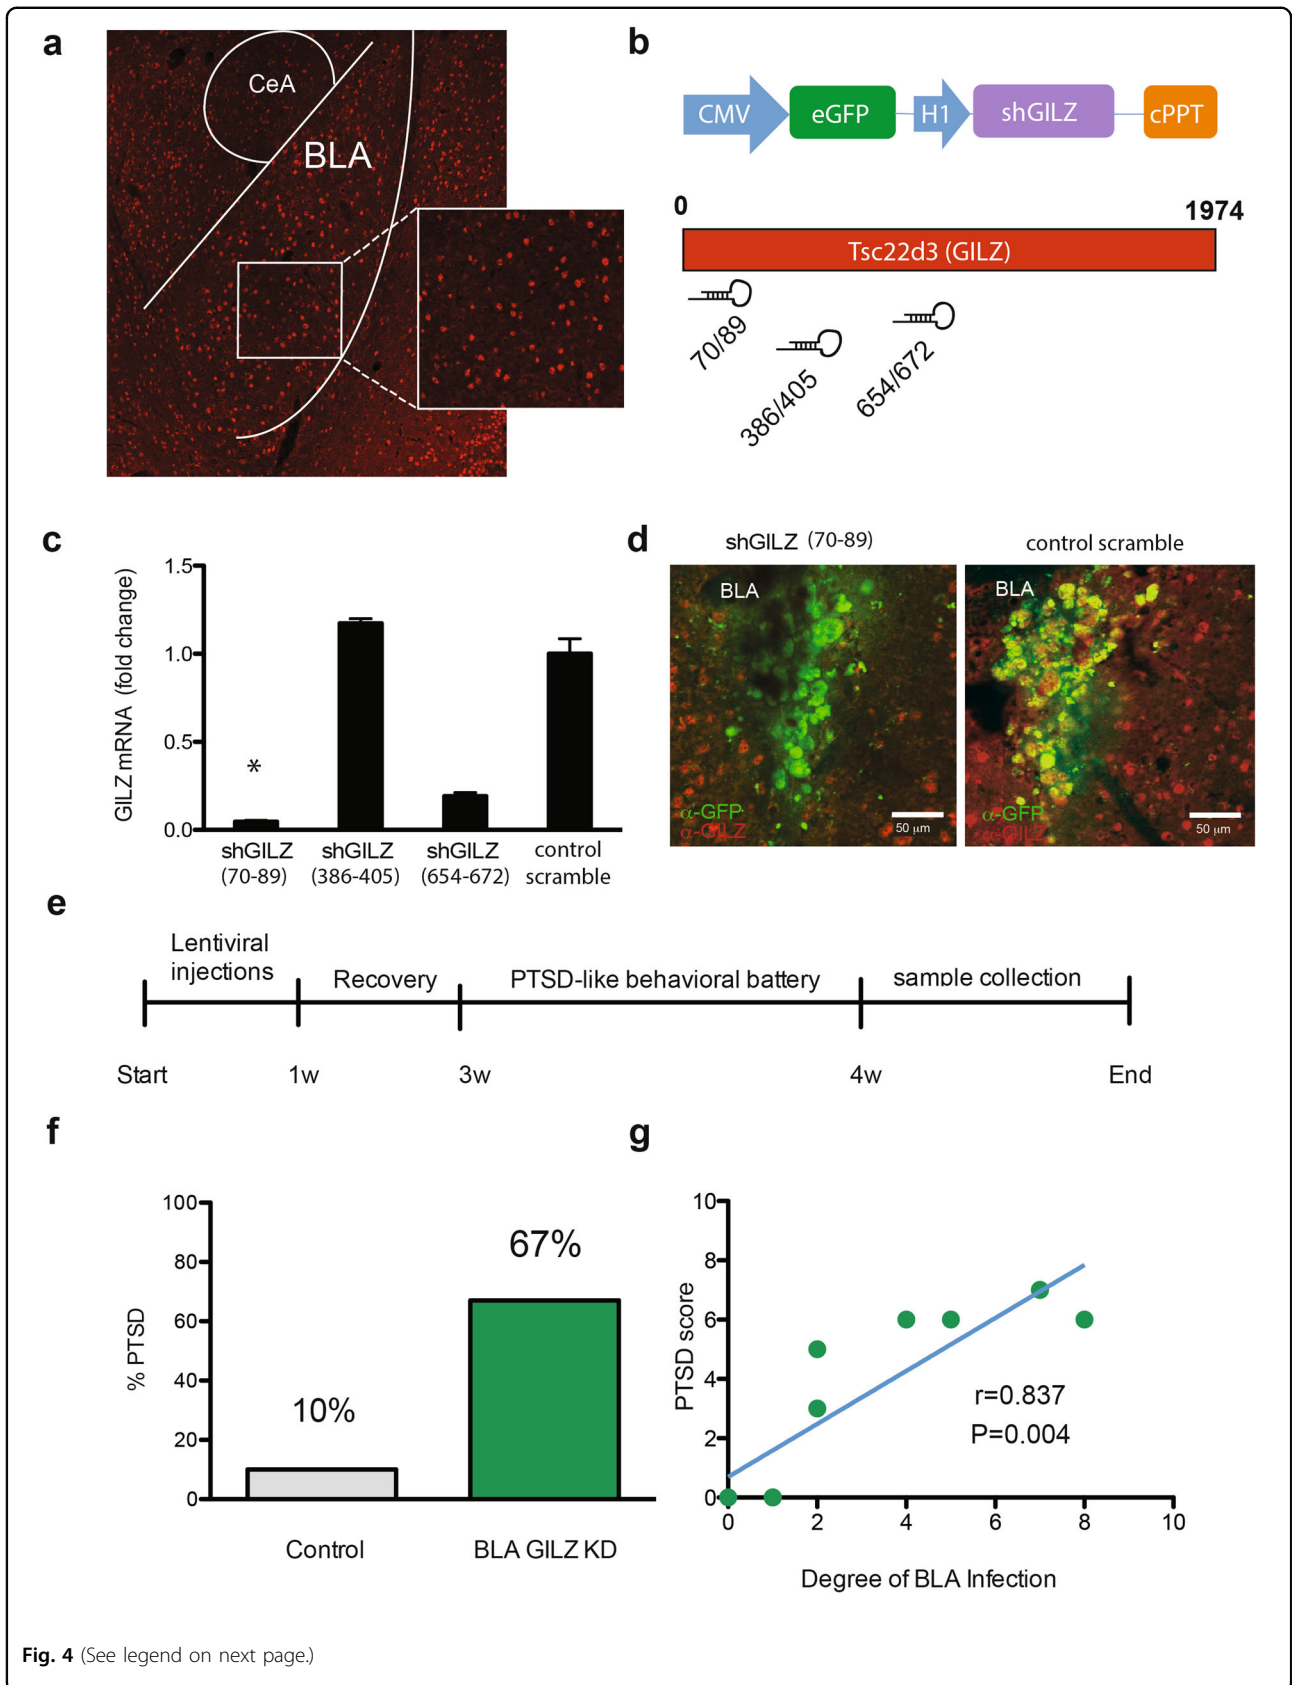 a
CeA
BLA
b
CMV
eGFP
H1
shGILZ
cPPT
0
1974
Tsc22d3 (GILZ)
70/89
386/405
654/672
c
GILZ mRNA (fold change)
1.5
1.0
0.5
0.0
*
shGILZ
(70-89)
shGILZ
(386-405)
shGILZ
(654-672)
control
scramble
d
shGILZ (70-89)
control scramble
BLA
α-GFP
α-GILZ
50 µm
BLA
α-GFP
α-GILZ
50 µm
e
Lentiviral
injections
Recovery
PTSD-like behavioral battery
sample collection
Start
1w
3w
4w
End
f
% PTSD
100
80
60
40
20
0
10%
67%
Control
BLA GILZ KD
g
PTSD score
10
8
6
4
2
0
r=0.837
P=0.004
0
2
4
6
8
10
Degree of BLA Infection
Fig. 4 (See legend on next page.)